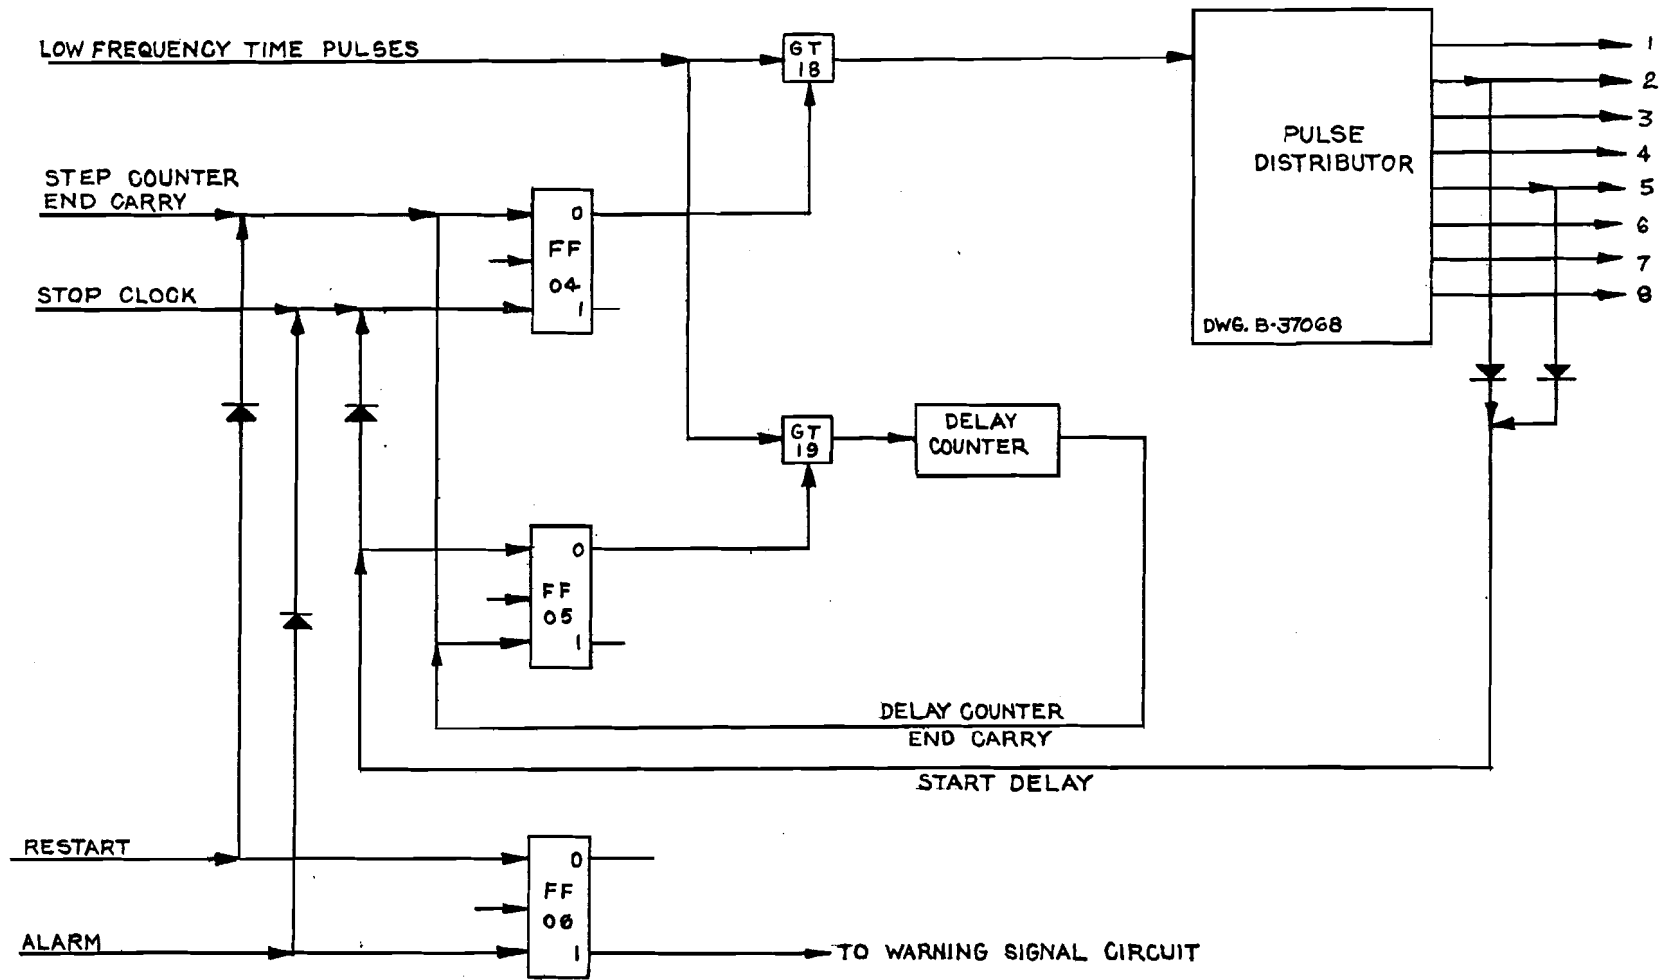 LOW FREQUENCY TIME PULSES
GT
18
1
2
3
4
5
6
7
8
PULSE
DISTRIBUTOR
DWG. B-37068
STEP COUNTER
END CARRY
0
FF
04
1
STOP CLOCK
GT
19
DELAY
COUNTER
0
FF
05
1
DELAY COUNTER
END CARRY
START DELAY
RESTART
0
FF
06
1
ALARM
TO WARNING SIGNAL CIRCUIT